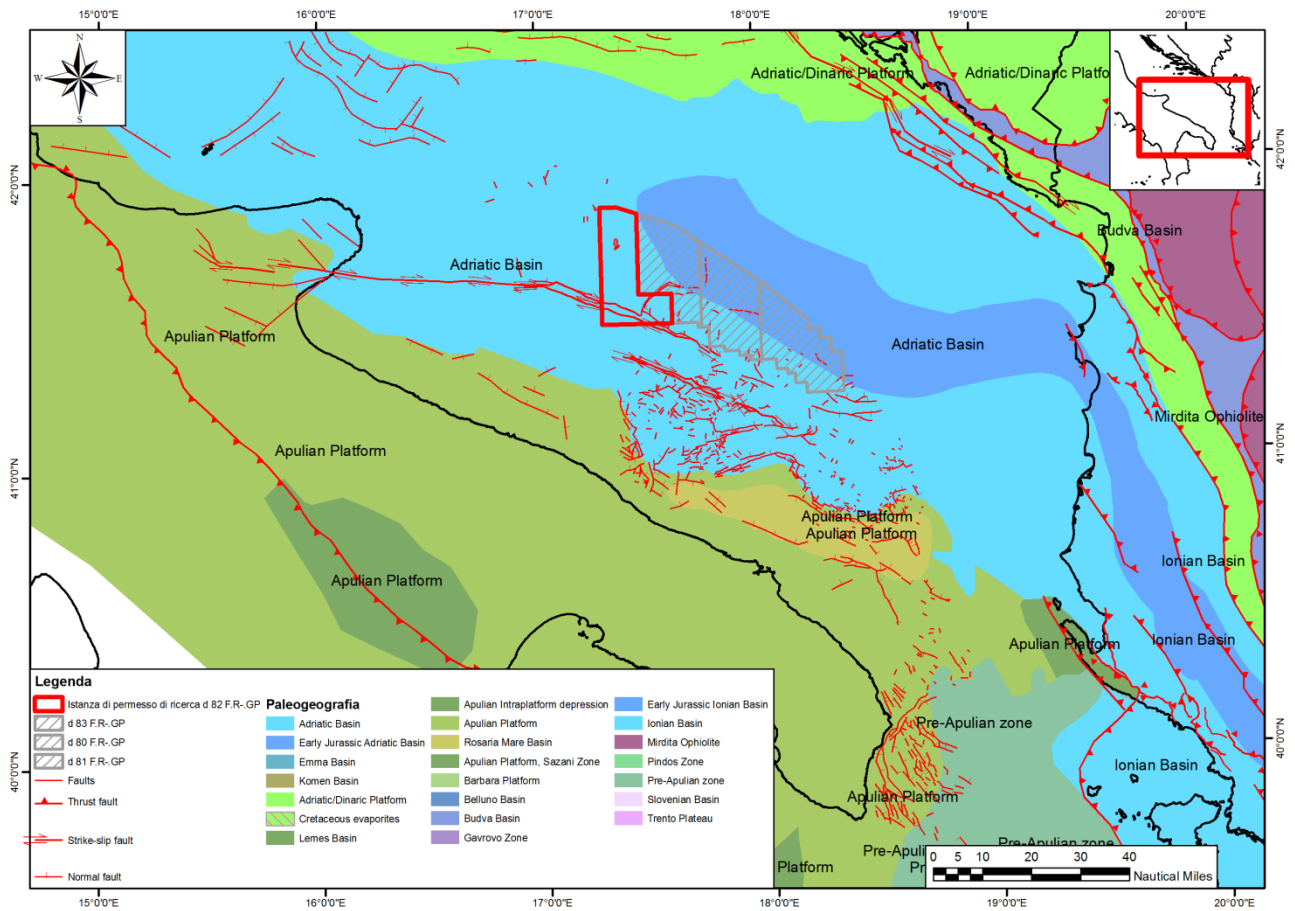 15°0'0"E
16°0'0"E
17°0'0"E
18°0'0"E
19°0'0"E
20°0'0"E
N
W
E
S
Adriatic/Dinaric Platform
Adriatic/Dinaric Platfo
42°0'0"N
42°0'0"N
Budva Basin
Adriatic Basin
Apulian Platform
Adriatic Basin
Mirdita Ophiolite
Apulian Platform
41°0'0"N
41°0'0"N
Apulian Platform
Apulian Platform
Ionian Basin
Apulian Platform
Apulian Platform
Ionian Basin
Pre-Apulian zone
40°0'0"N
40°0'0"N
Ionian Basin
Apulian Platform
Pre-Apuli
Pre-Apulian zone
Platform
Pr
Legenda
Istanza di permesso di ricerca d 82 F.R-.GP
d 83 F.R-.GP
d 80 F.R-.GP
d 81 F.R-.GP
Faults
Thrust fault
Strike-slip fault
Normal fault
Paleogeografia
Adriatic Basin
Early Jurassic Adriatic Basin
Emma Basin
Komen Basin
Adriatic/Dinaric Platform
Cretaceous evaporites
Lemes Basin
Apulian Intraplatform depression
Apulian Platform
Rosaria Mare Basin
Apulian Platform, Sazani Zone
Barbara Platform
Belluno Basin
Budva Basin
Gavrovo Zone
Early Jurassic Ionian Basin
Ionian Basin
Mirdita Ophiolite
Pindos Zone
Pre-Apulian zone
Slovenian Basin
Trento Plateau
0 5 10 20 30 40
Nautical Miles
15°0'0"E
16°0'0"E
17°0'0"E
18°0'0"E
19°0'0"E
20°0'0"E